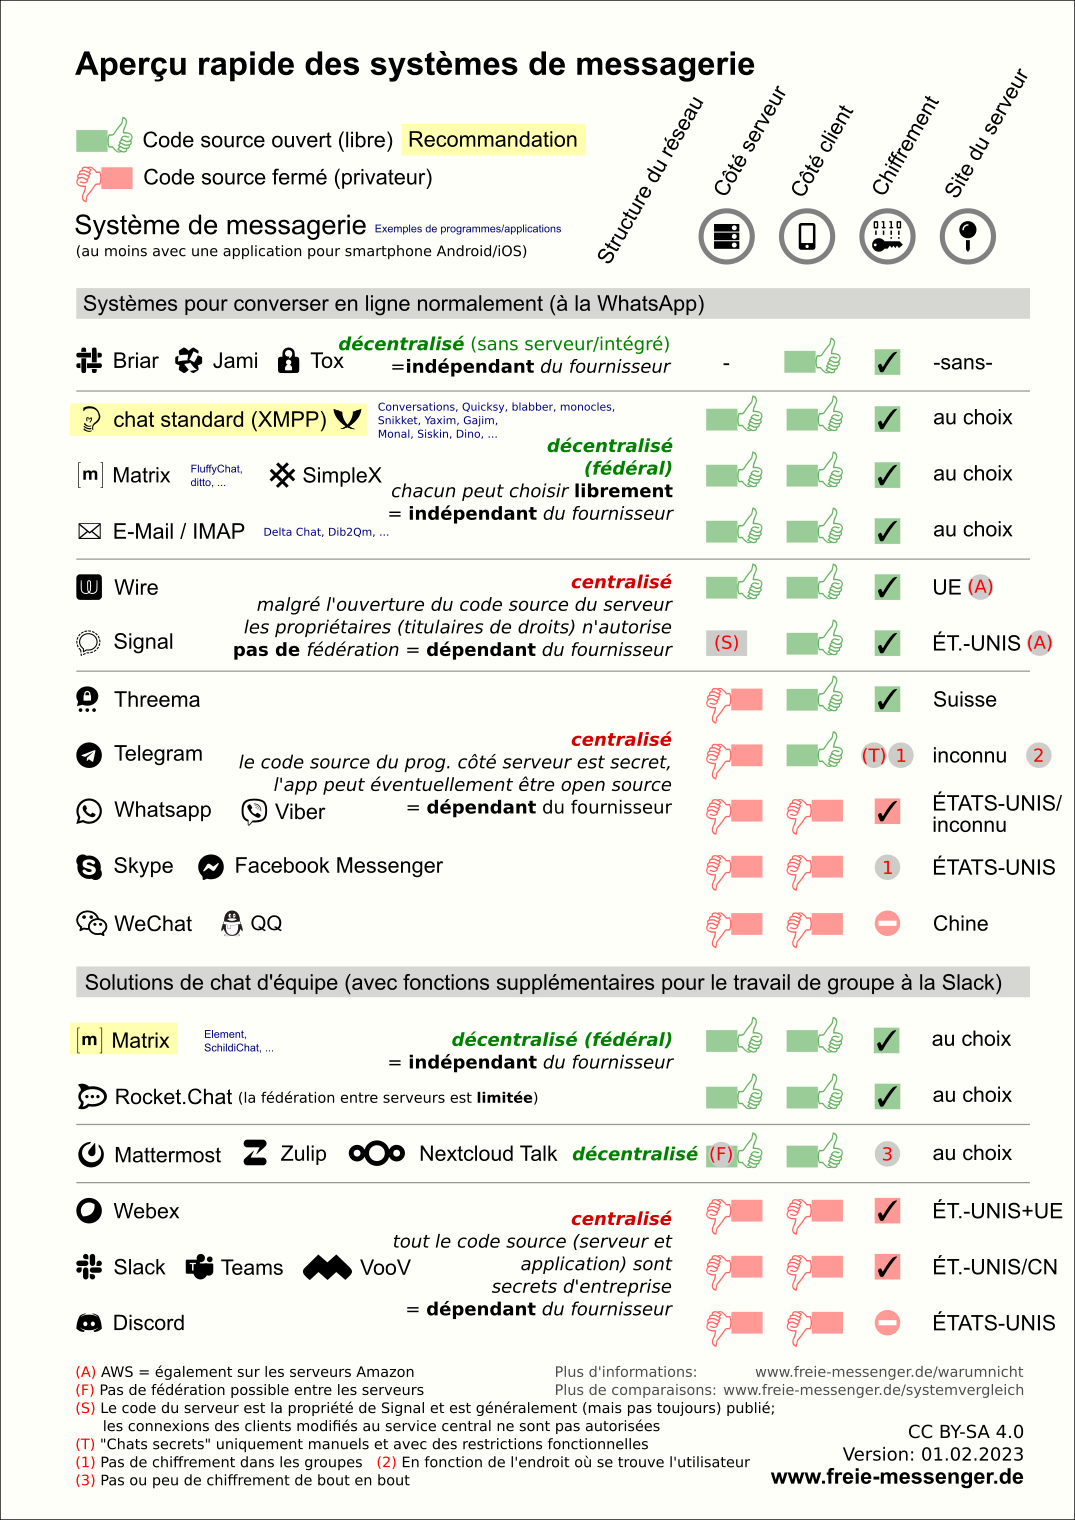 Aperçu rapide des systèmes de messagerie
Code source ouvert (libre) Recommandation
Code source fermé (privateur)
Système de messagerie Exemples de programmes/applications
(au moins avec une application pour smartphone Android/iOS)
Structure du réseau
Côté serveur
Côté client
Chiffrement
Site du serveur
0110
Systèmes pour converser en ligne normalement (à la WhatsApp)
Briar Jami Tox
décentralisé (sans serveur/intégré)
=indépendant du fournisseur
- -sans-
chat standard (XMPP)
Conversations, Quicksy, blabber, monocles,
Snikket, Yaxim, Gajim,
Monal, Siskin, Dino, ...
au choix
décentralisé
(fédéral)
chacun peut choisir librement
= indépendant du fournisseur
[m] Matrix
FluffyChat,
ditto, ...
SimpleX
au choix
E-Mail / IMAP Delta Chat, Dib2Qm, ...
au choix
Wire
UE (A)
centralisé
malgré l'ouverture du code source du serveur
les propriétaires (titulaires de droits) n'autorise
pas de fédération = dépendant du fournisseur
Signal
(S) ÉT.-UNIS (A)
Threema
Suisse
centralisé
le code source du prog. côté serveur est secret,
l'app peut éventuellement être open source
= dépendant du fournisseur
Telegram
(T) 1 inconnu 2
Whatsapp Viber
ÉTATS-UNIS/
inconnu
Skype Facebook Messenger
1 ÉTATS-UNIS
WeChat QQ
Chine
Solutions de chat d'équipe (avec fonctions supplémentaires pour le travail de groupe à la Slack)
[m] Matrix
Element,
SchildiChat, ...
décentralisé (fédéral)
= indépendant du fournisseur
au choix
Rocket.Chat (la fédération entre serveurs est limitée)
au choix
Mattermost Zulip Nextcloud Talk décentralisé (F) 3 au choix
Webex
ÉT.-UNIS+UE
centralisé
tout le code source (serveur et
application) sont
secrets d'entreprise
= dépendant du fournisseur
Slack Teams VooV
ÉT.-UNIS/CN
Discord
ÉTATS-UNIS
(A) AWS = également sur les serveurs Amazon
(F) Pas de fédération possible entre les serveurs
(S) Le code du serveur est la propriété de Signal et est généralement (mais pas toujours) publié;
les connexions des clients modifiés au service central ne sont pas autorisées
(T) "Chats secrets" uniquement manuels et avec des restrictions fonctionnelles
(1) Pas de chiffrement dans les groupes (2) En fonction de l'endroit où se trouve l'utilisateur
(3) Pas ou peu de chiffrement de bout en bout
Plus d'informations: www.freie-messenger.de/warumnicht
Plus de comparaisons: www.freie-messenger.de/systemvergleich
CC BY-SA 4.0
Version: 01.02.2023
www.freie-messenger.de